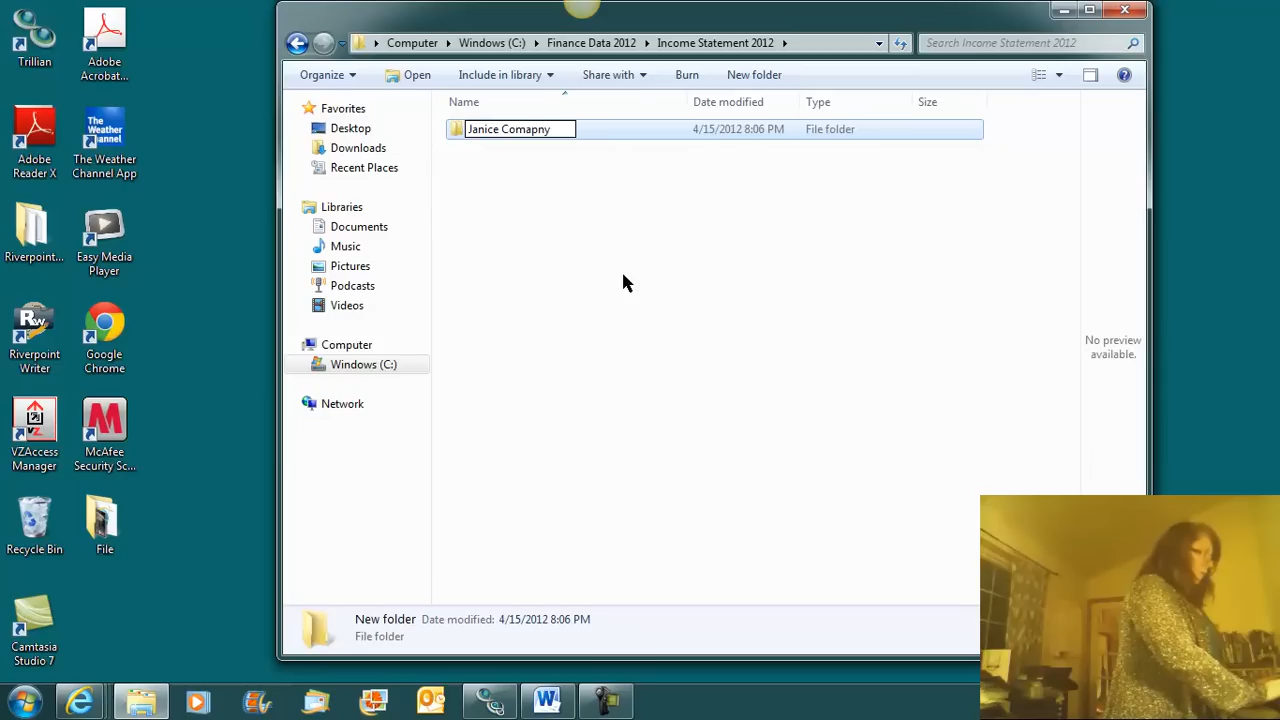 Trillian
Adobe Acrobat...
Adobe Reader X
The Weather Channel App
Riverpoint...
Easy Media Player
Riverpoint Writer
Google Chrome
VZAccess Manager
McAfee Security Sc...
Recycle Bin
File
Camtasia Studio 7
Computer
Windows (C:)
Finance Data 2012
Income Statement 2012
Search Income Statement 2012
Organize
Open
Include in library
Share with
Burn
New folder
Favorites
Desktop
Downloads
Recent Places
Libraries
Documents
Music
Pictures
Podcasts
Videos
Computer
Windows (C:)
Network
Name
Date modified
Type
Size
Janice Comapny
4/15/2012 8:06 PM
File folder
No preview available.
New folder
Date modified: 4/15/2012 8:06 PM
File folder